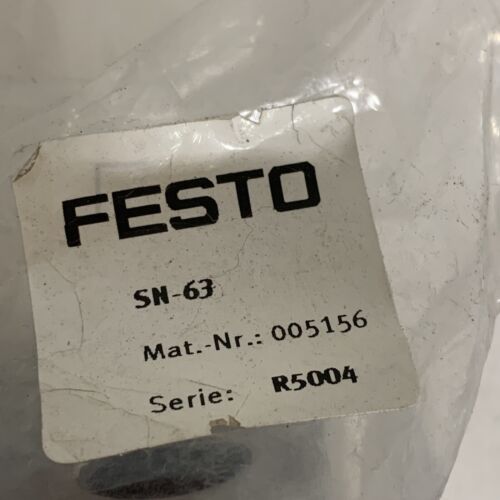 FESTO
SN-63
Mat.-Nr.: 005156
Serie: R5004